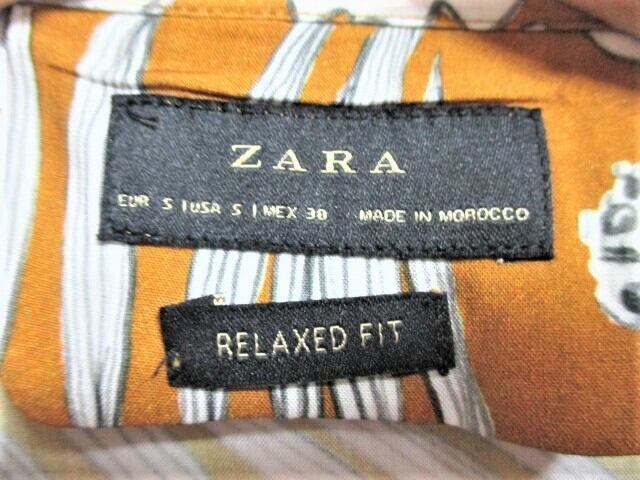 ZARA
EUR S | USA S | MEX 30 MADE IN MOROCCO
RELAXED FIT